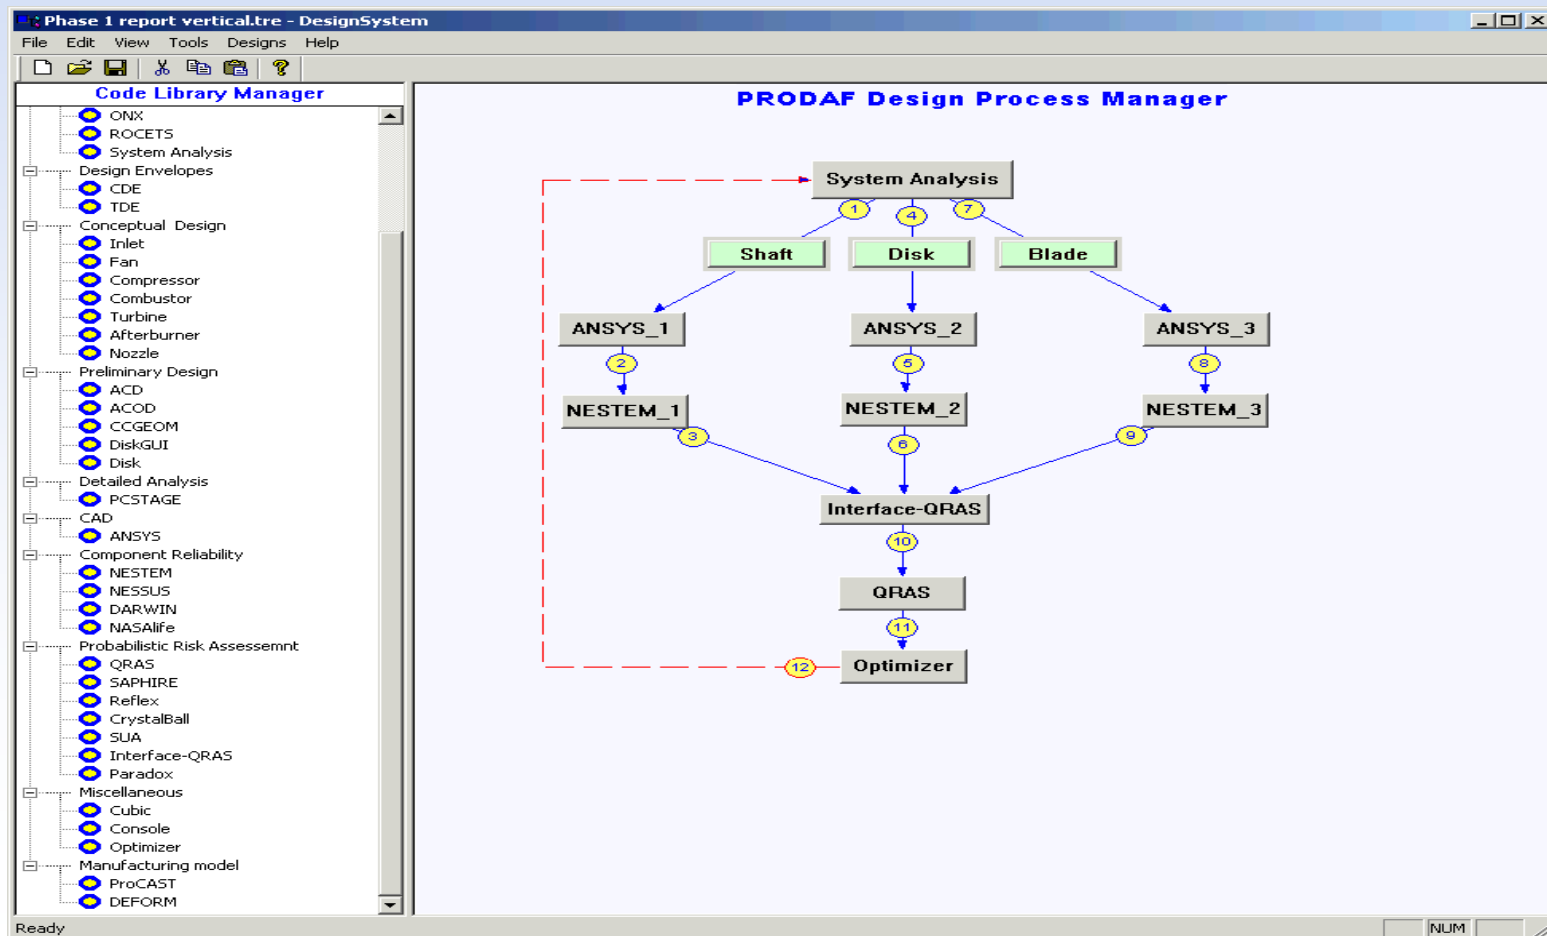 Phase 1 report vertical.tre - DesignSystem
File Edit View Tools Designs Help
Code Library Manager
ONX
ROCETS
System Analysis
Design Envelopes
CDE
TDE
Conceptual Design
Inlet
Fan
Compressor
Combustor
Turbine
Afterburner
Nozzle
Preliminary Design
ACD
ACOD
CCGEOM
DiskGUI
Disk
Detailed Analysis
PCSTAGE
CAD
ANSYS
Component Reliability
NESTEM
NESSUS
DARWIN
NASAlife
Probabilistic Risk Assessemnt
QRAS
SAPHIRE
Reflex
CrystalBall
SUA
Interface-QRAS
Paradox
Miscellaneous
Cubic
Console
Optimizer
Manufacturing model
ProCAST
DEFORM
PRODAF Design Process Manager
System Analysis
1 4 7
Shaft Disk Blade
ANSYS_1 ANSYS_2 ANSYS_3
2 5 8
NESTEM_1 NESTEM_2 NESTEM_3
3 6 9
Interface-QRAS
10
QRAS
11
12 Optimizer
Ready NUM